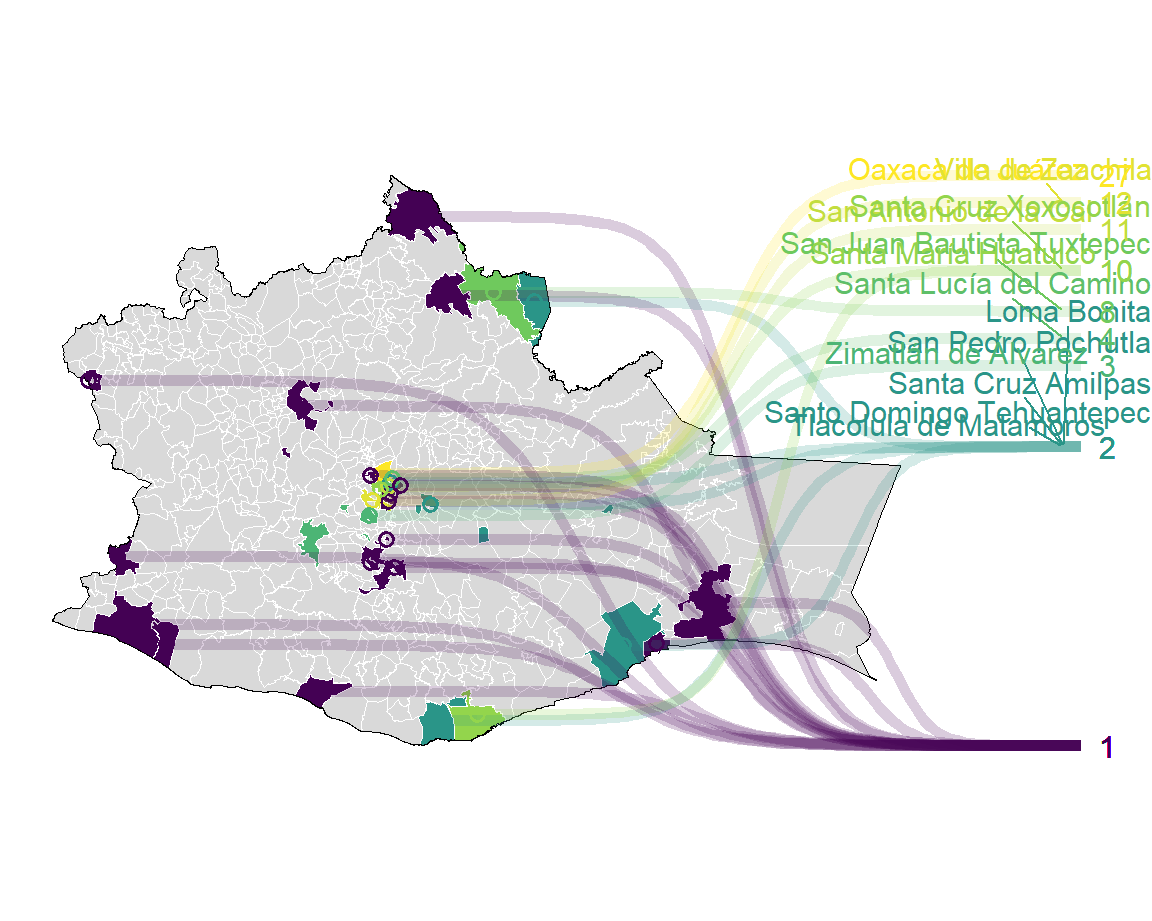 Oaxaca de Juárez
Villa de Zaachila
27
12
Santa Cruz Xoxocotlán
San Antonio de la Cal
11
San Juan Bautista Tuxtepec
Santa María Huatulco
10
Santa Lucía del Camino
Loma Bonita
San Pedro Pochutla
4
Zimatlán de Álvarez
3
Santa Cruz Amilpas
Santo Domingo Tehuantepec
Tlacolula de Matamoros
2
1